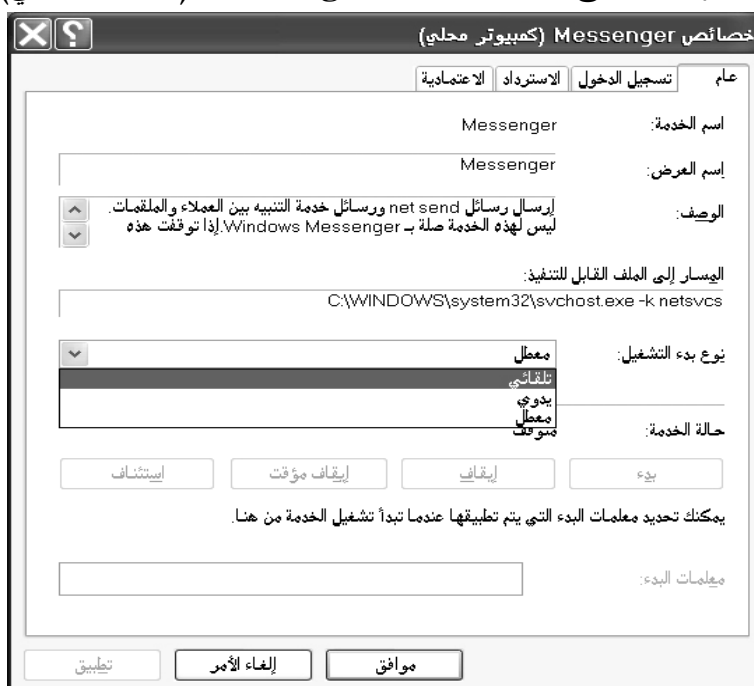 خصائص Messenger (كمبيوتر محلي)
عام تسجيل الدخول الاسترداد الاعتمادية
اسم الخدمة: Messenger
إسم العرض: Messenger
الوصف: إرسال رسائل net send ورسائل خدمة التنبيه بين العملاء والملقمات.
ليس لهذه الخدمة صلة بـ Windows Messenger.إذا توقفت هذه
المسار إلى الملف القابل للتنفيذ:
C:\WINDOWS\system32\svchost.exe -k netsvcs
نوع بدء التشغيل: معطل
تلقائي
يدوي
معطل
حالة الخدمة: متوقف
بدء إيقاف إيقاف مؤقت استئناف
يمكنك تحديد معلمات البدء التي يتم تطبيقها عندما تبدأ تشغيل الخدمة من هنا.
معلمات البدء:
موافق إلغاء الأمر تطبيق